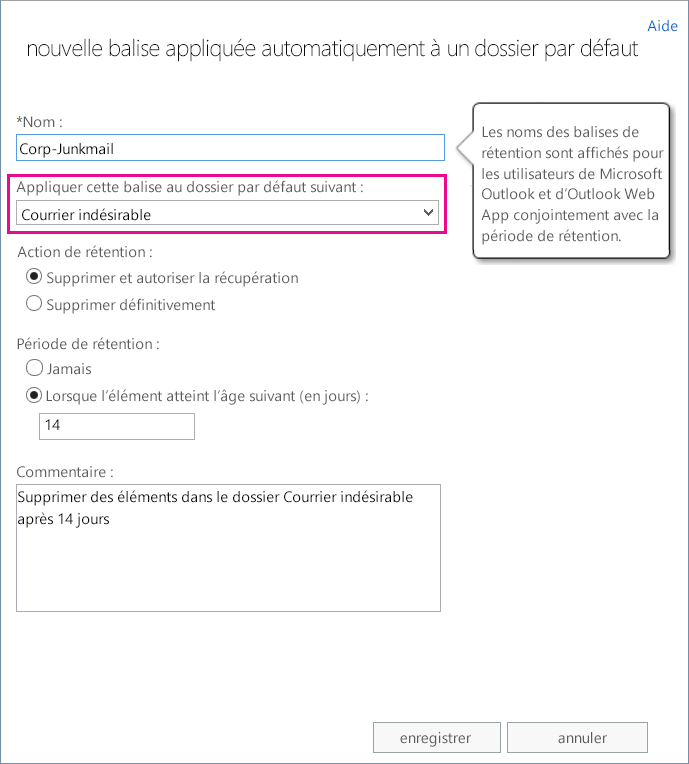 Aide
nouvelle balise appliquée automatiquement à un dossier par défaut
*Nom :
Corp-Junkmail
Les noms des balises de
rétention sont affichés pour
les utilisateurs de Microsoft
Outlook et d'Outlook Web
App conjointement avec la
période de rétention.
Appliquer cette balise au dossier par défaut suivant :
Courrier indésirable
Action de rétention :
Supprimer et autoriser la récupération
Supprimer définitivement
Période de rétention :
Jamais
Lorsque l'élément atteint l'âge suivant (en jours) :
14
Commentaire :
Supprimer des éléments dans le dossier Courrier indésirable
après 14 jours
enregistrer
annuler